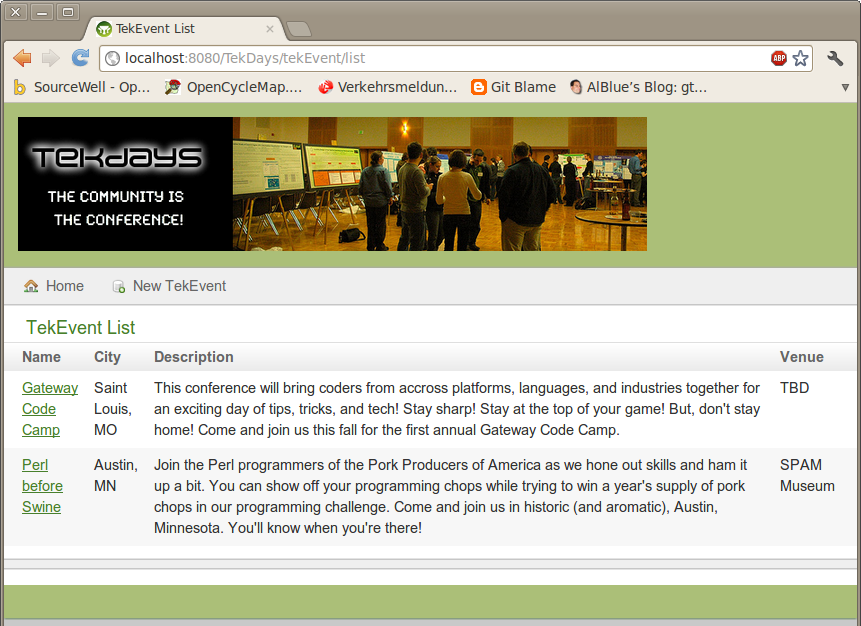 TekEvent List
localhost:8080/TekDays/tekEvent/list
ABP
SourceWell - Op... OpenCycleMap.... Verkehrsmeldun... Git Blame AlBlue's Blog: gt...
TEKDAYS
THE COMMUNITY IS
THE CONFERENCE!
Home New TekEvent
TekEvent List
Name City Description Venue
Gateway Saint This conference will bring coders from accross platforms, languages, and industries together for TBD
Code Louis, an exciting day of tips, tricks, and tech! Stay sharp! Stay at the top of your game! But, don't stay
Camp MO home! Come and join us this fall for the first annual Gateway Code Camp.
Perl Austin, Join the Perl programmers of the Pork Producers of America as we hone out skills and ham it SPAM
before MN up a bit. You can show off your programming chops while trying to win a year's supply of pork Museum
Swine chops in our programming challenge. Come and join us in historic (and aromatic), Austin,
Minnesota. You'll know when you're there!